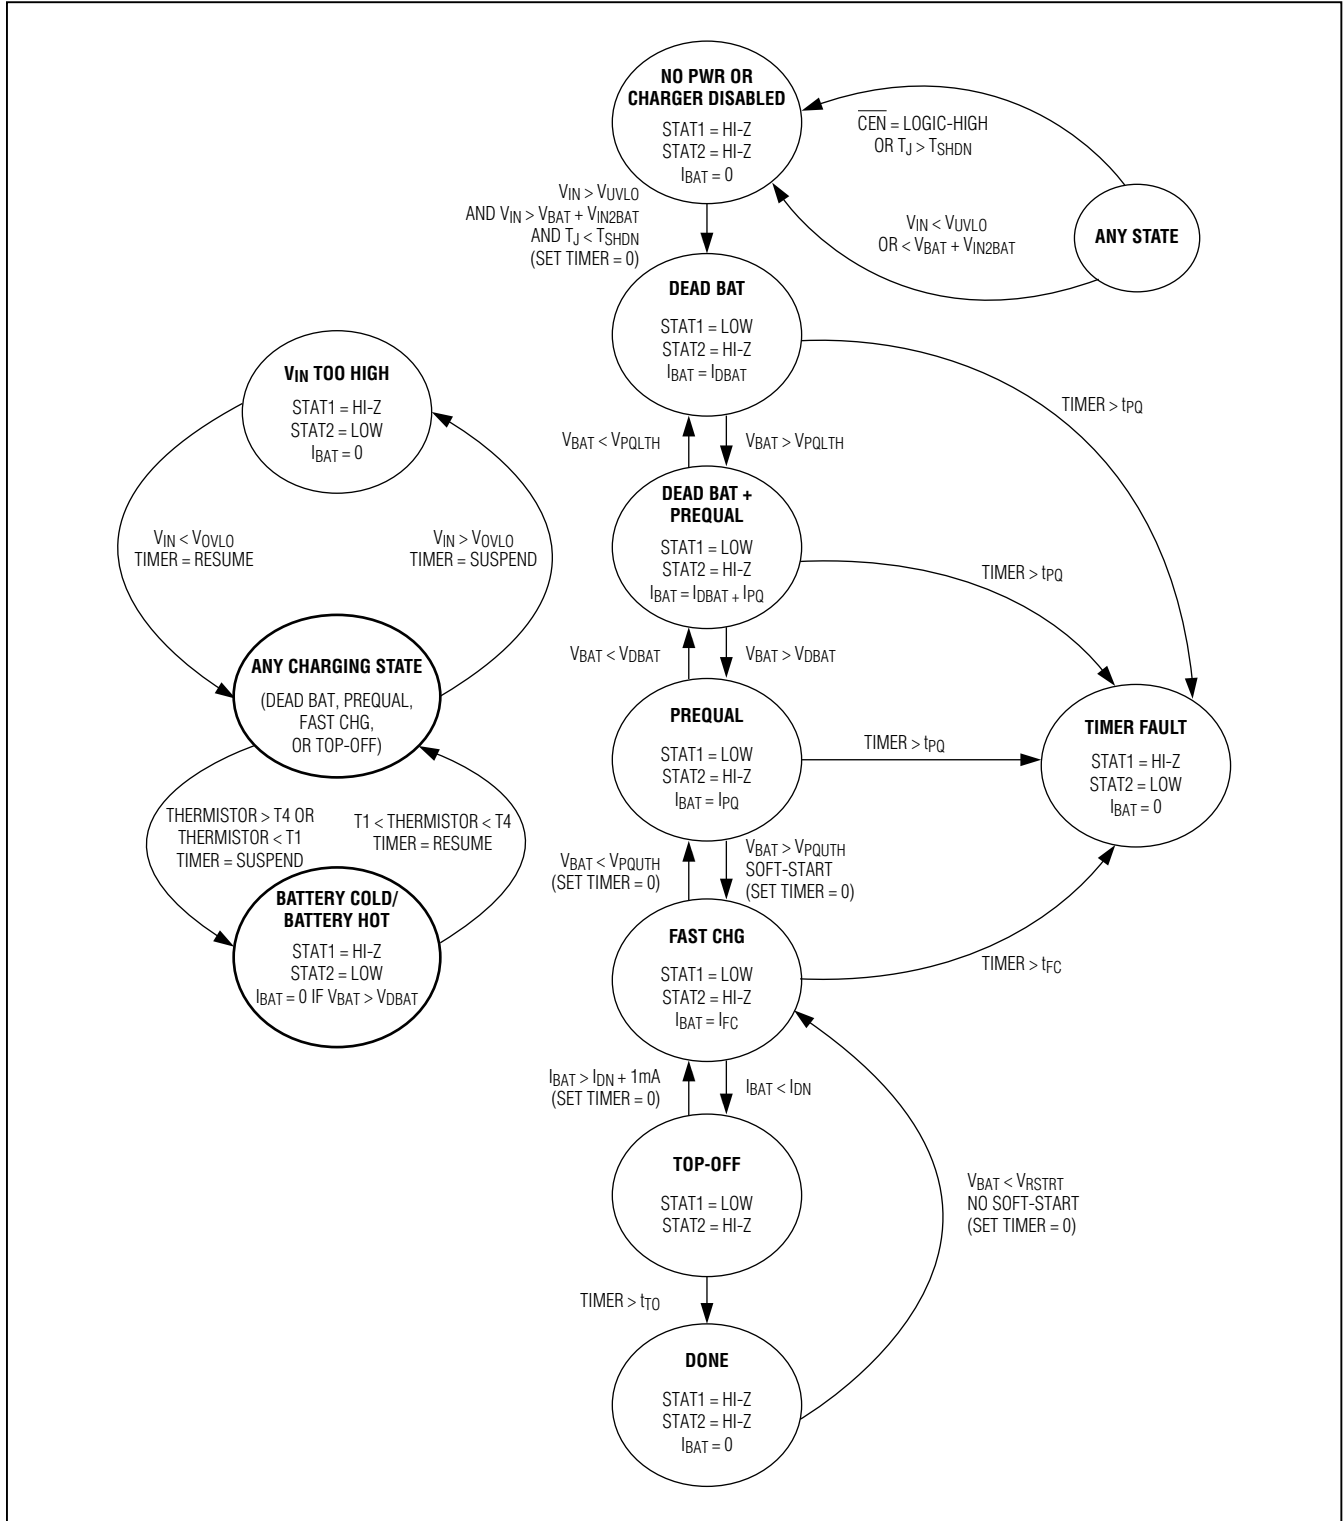 NO PWR OR
CHARGER DISABLED
STAT1 = HI-Z
STAT2 = HI-Z
IBAT = 0
CEN = LOGIC-HIGH
OR TJ > TSHDN
VIN < VUVLO
OR < VBAT + VIN2BAT
ANY STATE
VIN > VUVLO
AND VIN > VBAT + VIN2BAT
AND TJ < TSHDN
(SET TIMER = 0)
DEAD BAT
STAT1 = LOW
STAT2 = HI-Z
IBAT = IDBAT
TIMER > tPQ
VBAT < VPQLTH
VBAT > VPQLTH
DEAD BAT +
PREQUAL
STAT1 = LOW
STAT2 = HI-Z
IBAT = IDBAT + IPQ
TIMER > tPQ
VBAT < VDBAT
VBAT > VDBAT
PREQUAL
STAT1 = LOW
STAT2 = HI-Z
IBAT = IPQ
TIMER > tPQ
TIMER FAULT
STAT1 = HI-Z
STAT2 = LOW
IBAT = 0
VBAT < VPQUTH
(SET TIMER = 0)
VBAT > VPQUTH
SOFT-START
(SET TIMER = 0)
FAST CHG
STAT1 = LOW
STAT2 = HI-Z
IBAT = IFC
TIMER > tFC
IBAT > IDN + 1mA
(SET TIMER = 0)
IBAT < IDN
TOP-OFF
STAT1 = LOW
STAT2 = HI-Z
VBAT < VRSTRT
NO SOFT-START
(SET TIMER = 0)
TIMER > tTO
DONE
STAT1 = HI-Z
STAT2 = HI-Z
IBAT = 0
VIN TOO HIGH
STAT1 = HI-Z
STAT2 = LOW
IBAT = 0
VIN < VOVLO
TIMER = RESUME
VIN > VOVLO
TIMER = SUSPEND
ANY CHARGING STATE
(DEAD BAT, PREQUAL,
FAST CHG,
OR TOP-OFF)
THERMISTOR > T4 OR
THERMISTOR < T1
TIMER = SUSPEND
T1 < THERMISTOR < T4
TIMER = RESUME
BATTERY COLD/
BATTERY HOT
STAT1 = HI-Z
STAT2 = LOW
IBAT = 0 IF VBAT > VDBAT